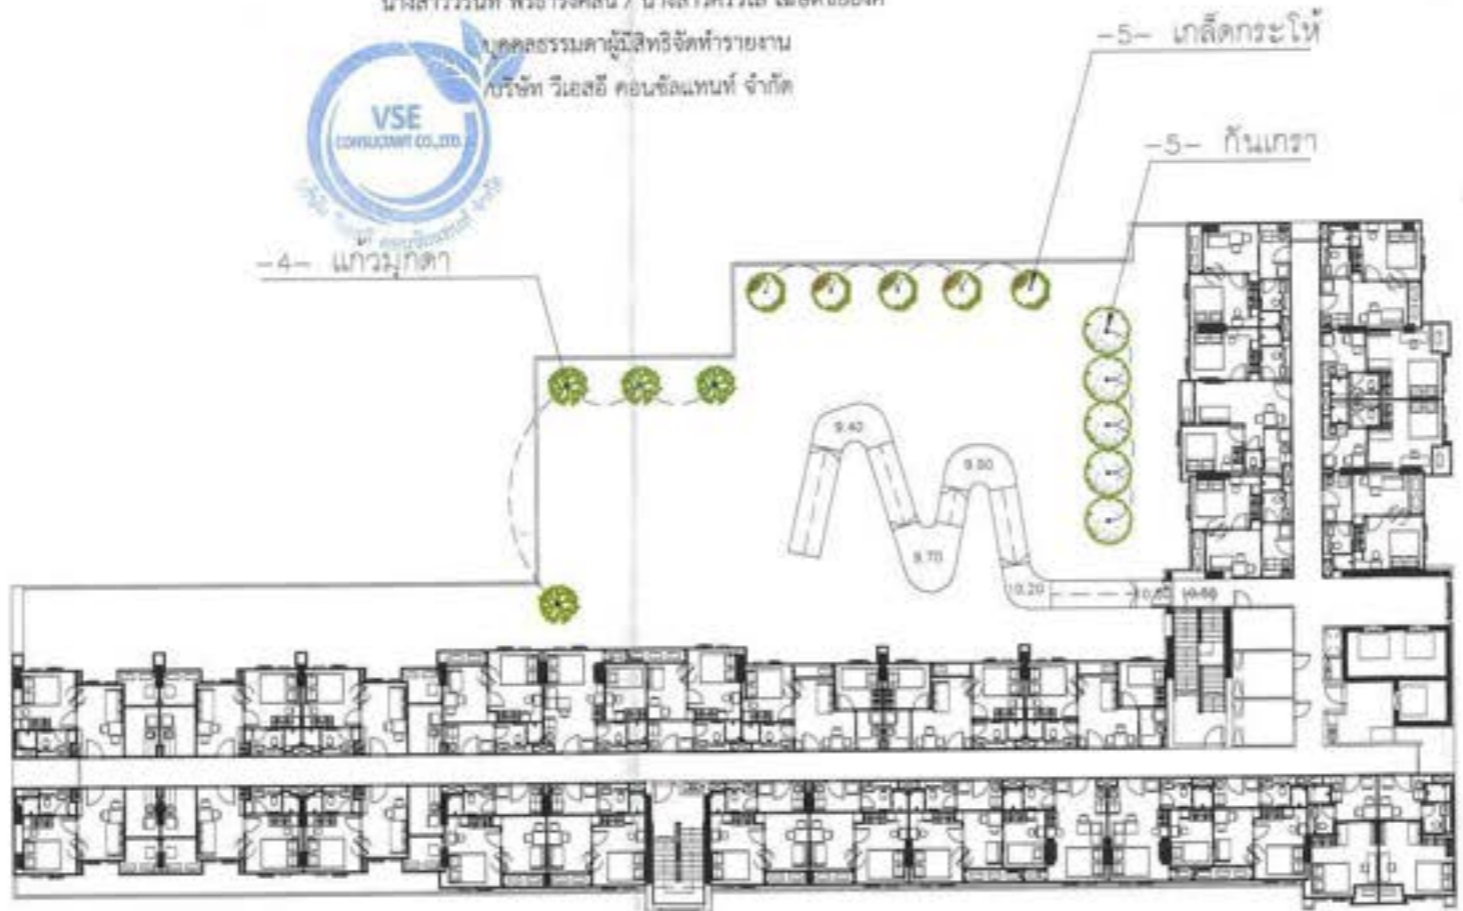 บุคคลธรรมดาผู้มีสิทธิจัดทำรายงาน
บริษัท วีเอสอี คอนซัลแทนท์ จำกัด
VSE
CONSULTANT CO.,LTD.
-5- เกล็ดกระโห้
-5- กันเกรา
-4- แก้วมุกดา
9.40
9.80
9.70
10.20